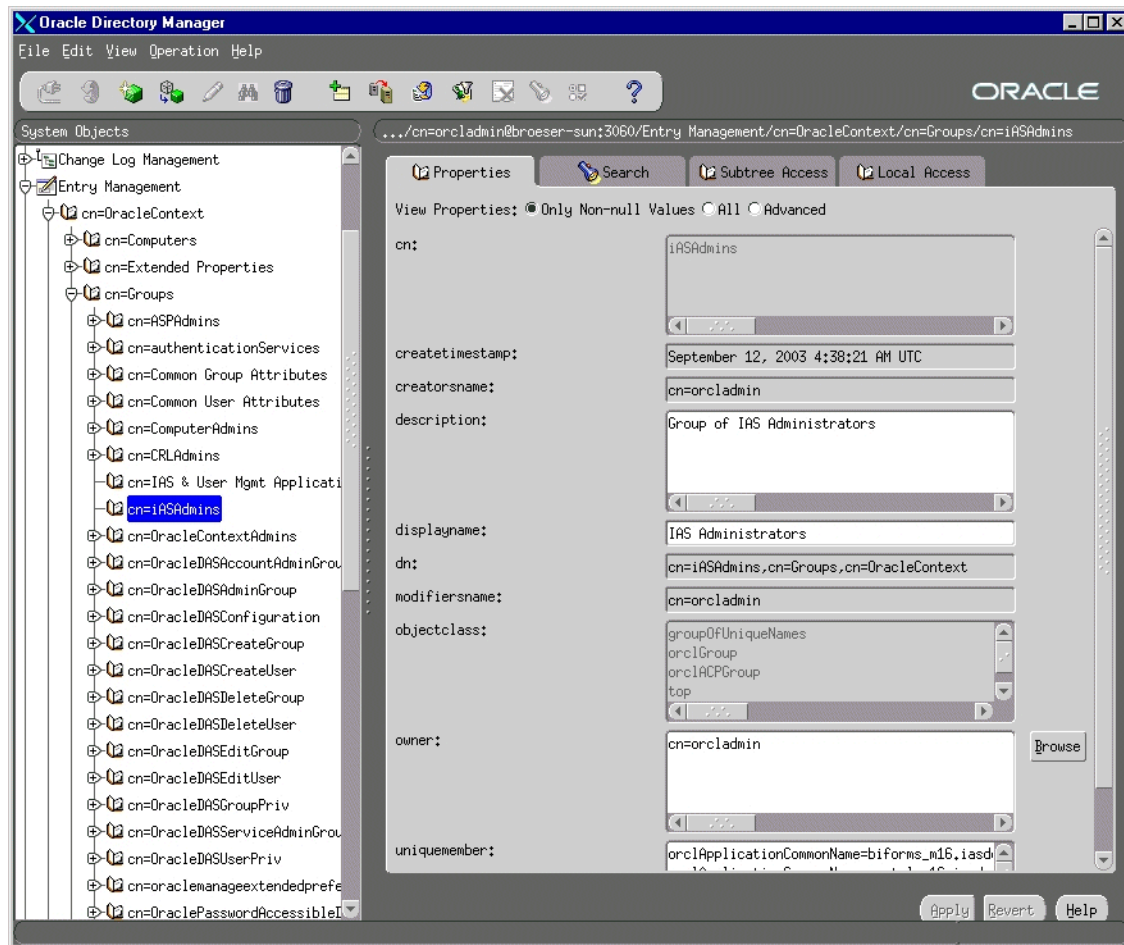 Oracle Directory Manager
File Edit View Operation Help
ORACLE
System Objects
.../cn=orcladmin@broeser-sun:3060/Entry Management/cn=OracleContext/cn=Groups/cn=iASAdmins
Change Log Management
Entry Management
cn=OracleContext
cn=Computers
cn=Extended Properties
cn=Groups
cn=ASPAdmins
cn=authenticationServices
cn=Common Group Attributes
cn=Common User Attributes
cn=ComputerAdmins
cn=CRLAdmins
cn=IAS & User Mgmt Applicati
cn=iASAdmins
cn=OracleContextAdmins
cn=OracleDASAccountAdminGrou
cn=OracleDASAdminGroup
cn=OracleDASConfiguration
cn=OracleDASCreateGroup
cn=OracleDASCreateUser
cn=OracleDASDeleteGroup
cn=OracleDASDeleteUser
cn=OracleDASEditGroup
cn=OracleDASEditUser
cn=OracleDASGroupPriv
cn=OracleDASServiceAdminGrou
cn=OracleDASUserPriv
cn=oraclemanageextendedprefe
cn=OraclePasswordAccessibleD
Properties Search Subtree Access Local Access
View Properties: Only Non-null Values All Advanced
cn: iASAdmins
createtimestamp: September 12, 2003 4:38:21 AM UTC
creatorsname: cn=orcladmin
description: Group of IAS Administrators
displayname: IAS Administrators
dn: cn=iASAdmins,cn=Groups,cn=OracleContext
modifiersname: cn=orcladmin
objectclass: groupOfUniqueNames
orclGroup
orclACPGroup
top
owner: cn=orcladmin
Browse
uniquemember: orclApplicationCommonName=biforms_m16.iasd
Apply Revert Help